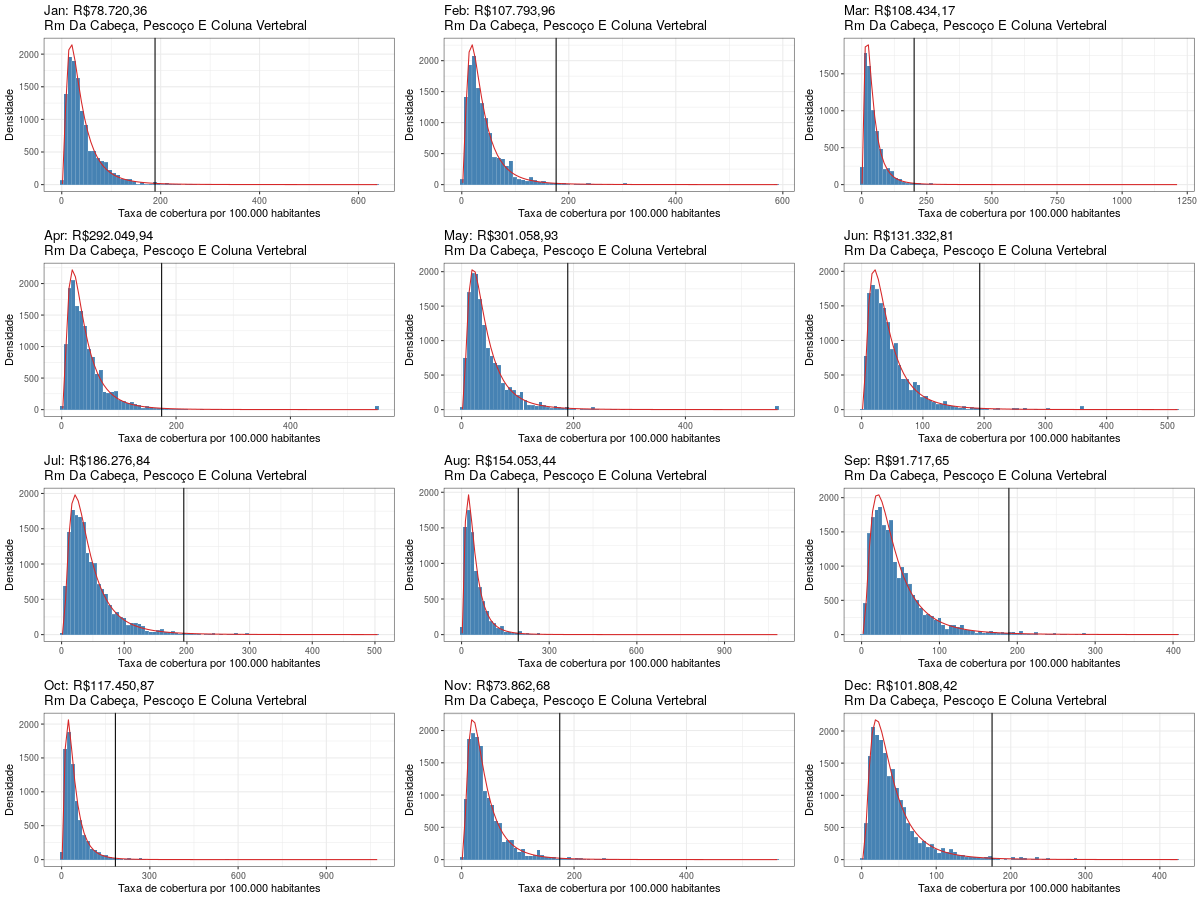 Jan: R$78.720,36
Rm Da Cabeça, Pescoço E Coluna Vertebral
Densidade
2000
1500
1000
500
0
0 200 400 600
Taxa de cobertura por 100.000 habitantes
Feb: R$107.793,96
Rm Da Cabeça, Pescoço E Coluna Vertebral
Densidade
2000
1500
1000
500
0
0 200 400 600
Taxa de cobertura por 100.000 habitantes
Mar: R$108.434,17
Rm Da Cabeça, Pescoço E Coluna Vertebral
Densidade
1500
1000
500
0
0 250 500 750 1000 1250
Taxa de cobertura por 100.000 habitantes
Apr: R$292.049,94
Rm Da Cabeça, Pescoço E Coluna Vertebral
Densidade
2000
1500
1000
500
0
0 200 400
Taxa de cobertura por 100.000 habitantes
May: R$301.058,93
Rm Da Cabeça, Pescoço E Coluna Vertebral
Densidade
2000
1500
1000
500
0
0 200 400
Taxa de cobertura por 100.000 habitantes
Jun: R$131.332,81
Rm Da Cabeça, Pescoço E Coluna Vertebral
Densidade
2000
1500
1000
500
0
0 100 200 300 400 500
Taxa de cobertura por 100.000 habitantes
Jul: R$186.276,84
Rm Da Cabeça, Pescoço E Coluna Vertebral
Densidade
2000
1500
1000
500
0
0 100 200 300 400 500
Taxa de cobertura por 100.000 habitantes
Aug: R$154.053,44
Rm Da Cabeça, Pescoço E Coluna Vertebral
Densidade
2000
1500
1000
500
0
0 300 600 900
Taxa de cobertura por 100.000 habitantes
Sep: R$91.717,65
Rm Da Cabeça, Pescoço E Coluna Vertebral
Densidade
2000
1500
1000
500
0
0 100 200 300 400
Taxa de cobertura por 100.000 habitantes
Oct: R$117.450,87
Rm Da Cabeça, Pescoço E Coluna Vertebral
Densidade
2000
1500
1000
500
0
0 300 600 900
Taxa de cobertura por 100.000 habitantes
Nov: R$73.862,68
Rm Da Cabeça, Pescoço E Coluna Vertebral
Densidade
2000
1500
1000
500
0
0 200 400
Taxa de cobertura por 100.000 habitantes
Dec: R$101.808,42
Rm Da Cabeça, Pescoço E Coluna Vertebral
Densidade
2000
1500
1000
500
0
0 100 200 300 400
Taxa de cobertura por 100.000 habitantes